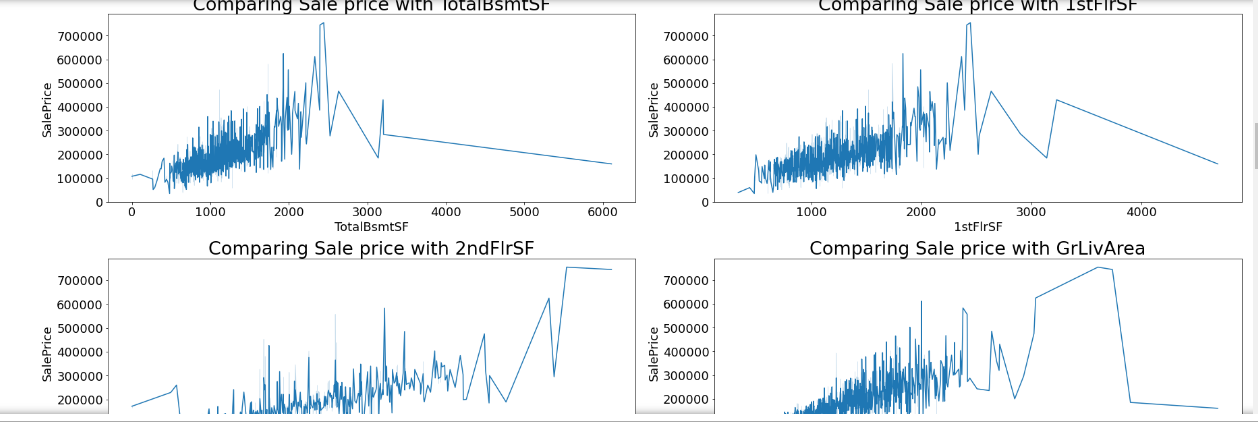 Comparing Sale price with TotalBsmtSF
700000
600000
500000
400000
300000
200000
100000
0
SalePrice
0 1000 2000 3000 4000 5000 6000
TotalBsmtSF
Comparing Sale price with 1stFlrSF
700000
600000
500000
400000
300000
200000
100000
0
SalePrice
1000 2000 3000 4000
1stFlrSF
Comparing Sale price with 2ndFlrSF
700000
600000
500000
400000
300000
200000
SalePrice
Comparing Sale price with GrLivArea
700000
600000
500000
400000
300000
200000
SalePrice